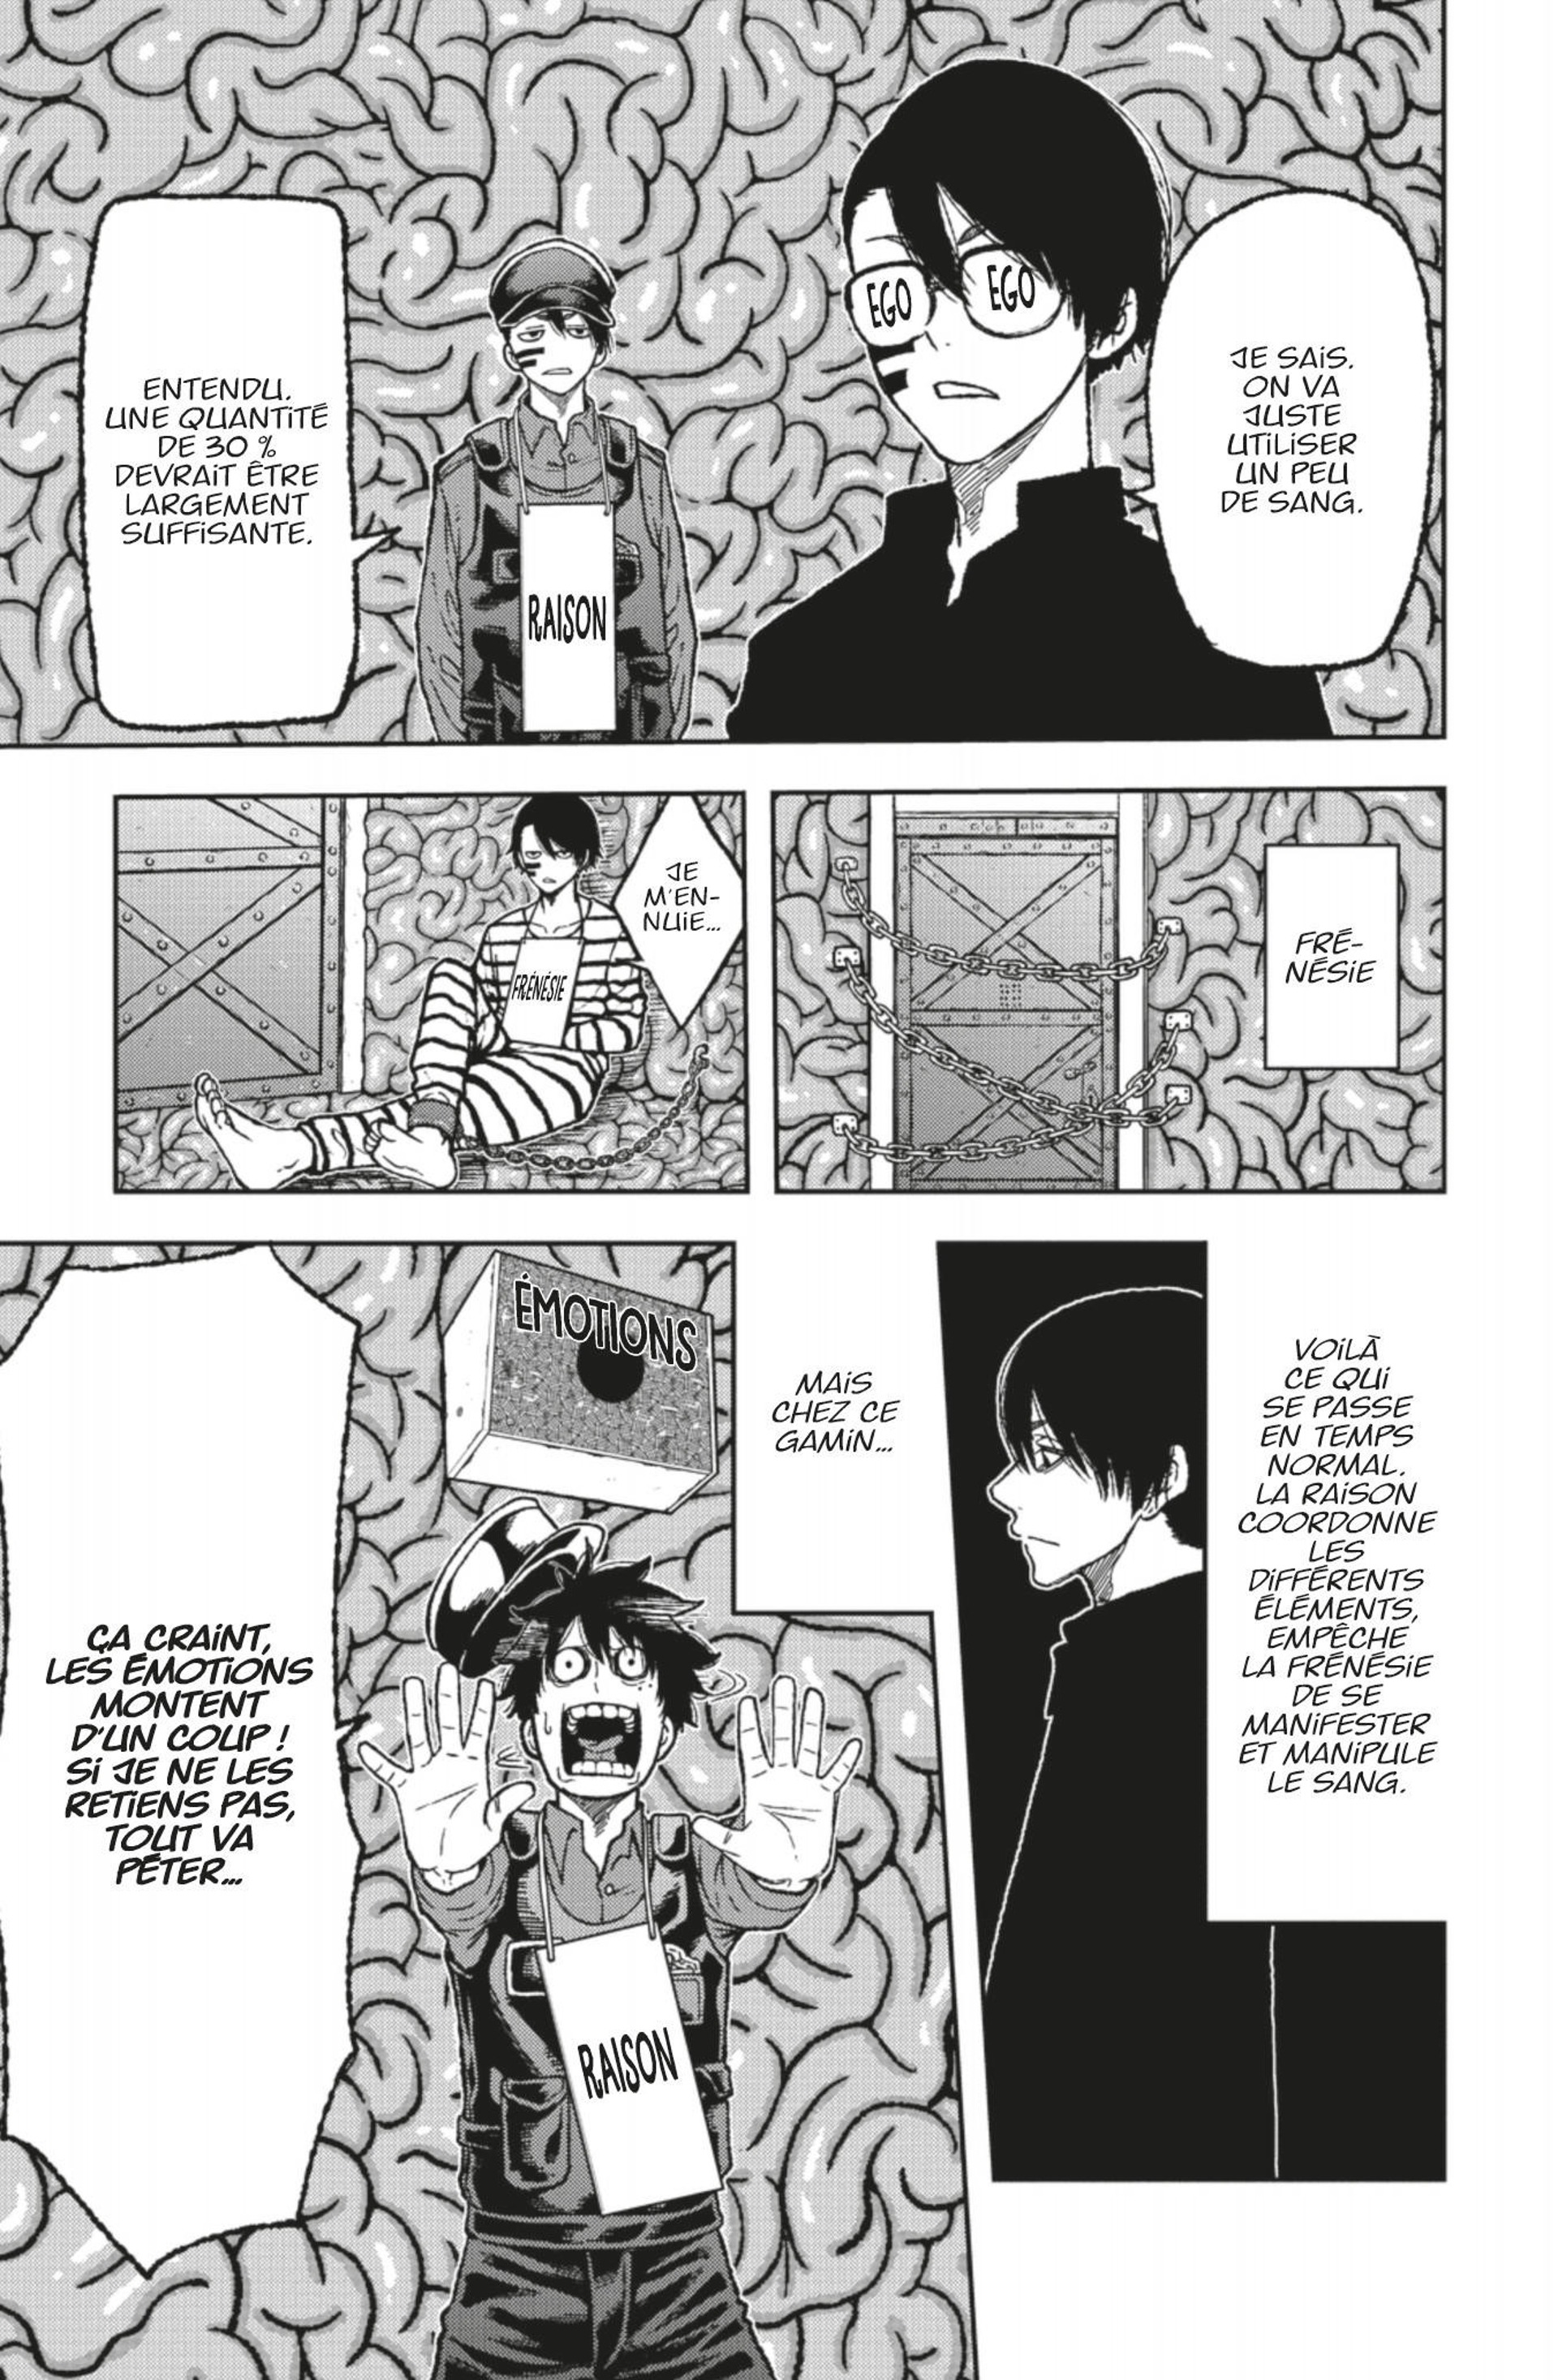 JE SAIS.
ON VA
JUSTE
UTILISER
UN PEU
DE SANG.
EGO
EGO
ENTENDU.
UNE QUANTITÉ
DE 30 %
DEVRAIT ÊTRE
LARGEMENT
SUFFISANTE.
RAISON
FRÉ-
NÉSIE
JE
M'EN-
NUIE...
FRÉNÉSIE
VOILÀ
CE QUI
SE PASSE
EN TEMPS
NORMAL.
LA RAISON
COORDONNE
LES
DIFFÉRENTS
ÉLÉMENTS,
EMPÊCHE
LA FRÉNÉSIE
DE SE
MANIFESTER
ET MANIPULE
LE SANG.
MAIS
CHEZ CE
GAMIN...
ÉMOTIONS
ÇA CRAINT,
LES ÉMOTIONS
MONTENT
D'UN COUP !
SI JE NE LES
RETIENS PAS,
TOUT VA
PÉTER...
RAISON